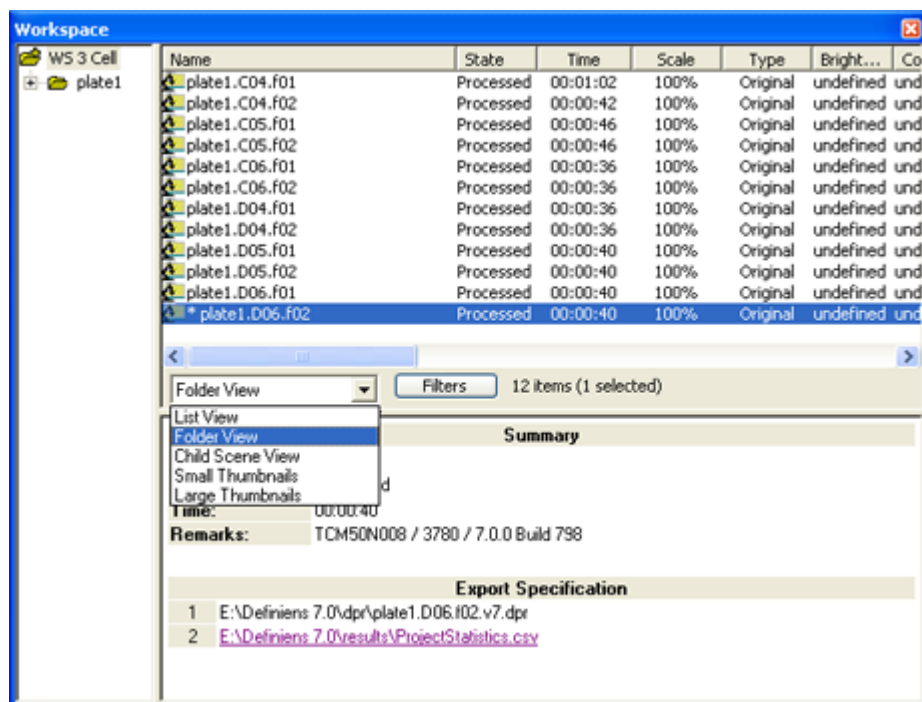 Workspace
WS 3 Cell
plate1
Name State Time Scale Type Bright... Co
plate1.C04.f01 Processed 00:01:02 100% Original undefined und
plate1.C04.f02 Processed 00:00:42 100% Original undefined und
plate1.C05.f01 Processed 00:00:46 100% Original undefined und
plate1.C05.f02 Processed 00:00:46 100% Original undefined und
plate1.C06.f01 Processed 00:00:36 100% Original undefined und
plate1.C06.f02 Processed 00:00:36 100% Original undefined und
plate1.D04.f01 Processed 00:00:36 100% Original undefined und
plate1.D04.f02 Processed 00:00:36 100% Original undefined und
plate1.D05.f01 Processed 00:00:40 100% Original undefined und
plate1.D05.f02 Processed 00:00:40 100% Original undefined und
plate1.D06.f01 Processed 00:00:40 100% Original undefined und
* plate1.D06.f02 Processed 00:00:40 100% Original undefined und
Folder View Filters 12 items (1 selected)
List View
Folder View
Child Scene View
Small Thumbnails
Large Thumbnails
Summary
d
Time: 00:00:40
Remarks: TCM50N008 / 3780 / 7.0.0 Build 798
Export Specification
1 E:\Definiens 7.0\dpr\plate1.D06.f02.v7.dpr
2 E:\Definiens 7.0\results\ProjectStatistics.csv